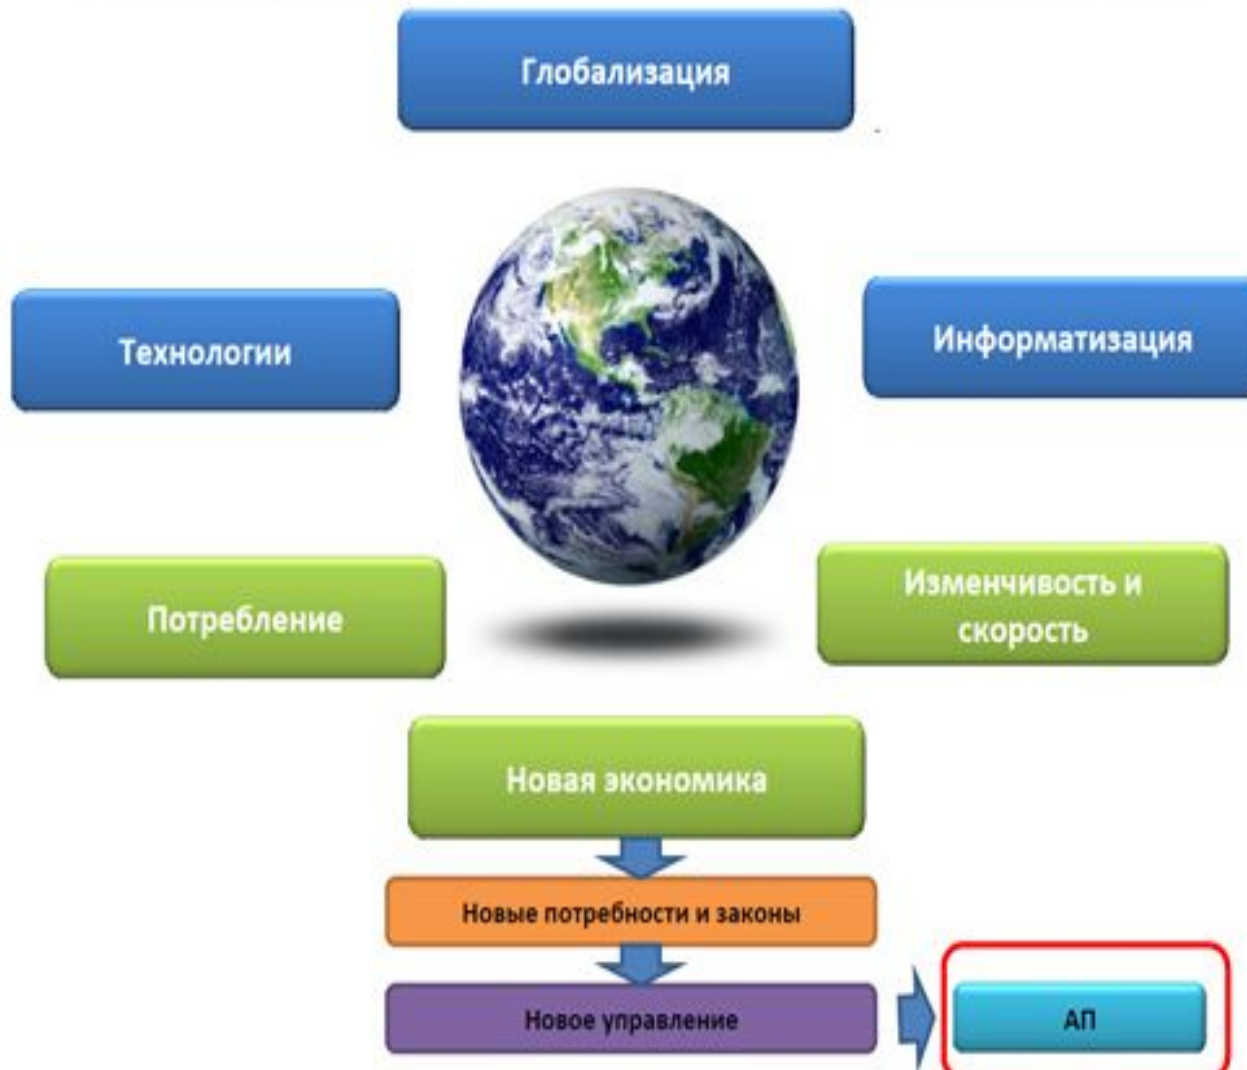 Глобализация
Технологии
Информатизация
Потребление
Изменчивость и
скорость
Новая экономика
Новые потребности и законы
Новое управление
АП